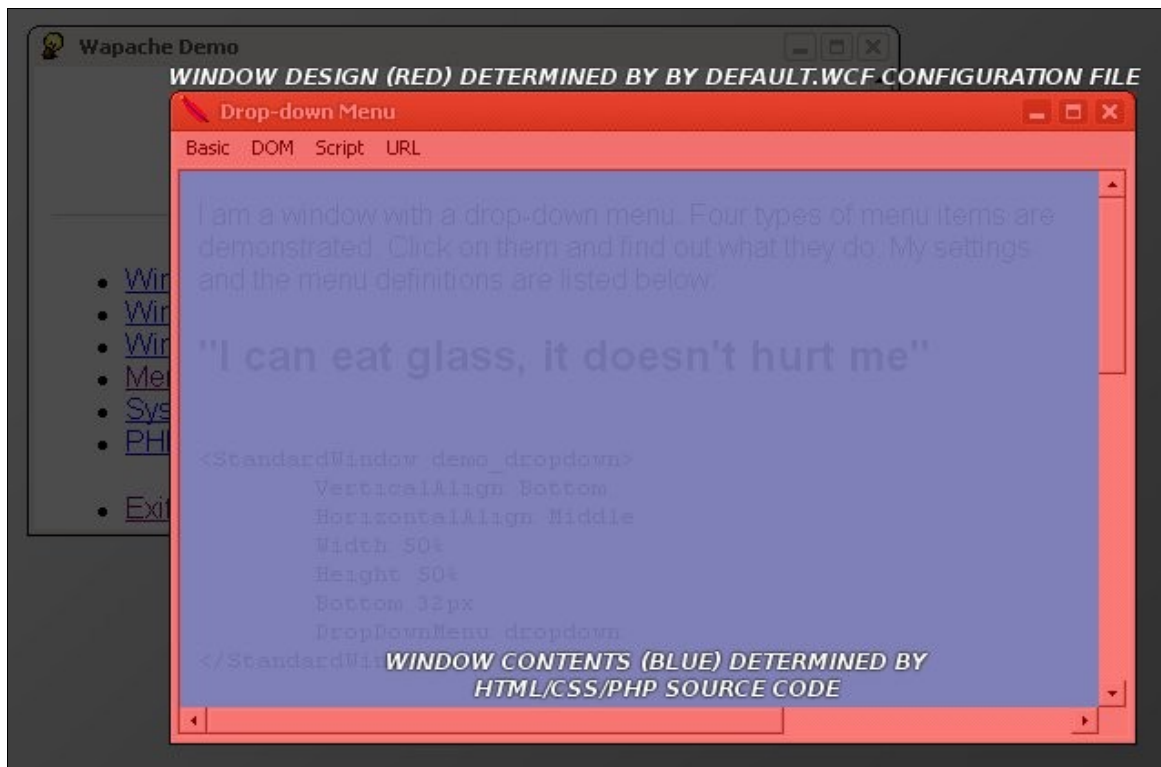 Wapache Demo
WINDOW DESIGN (RED) DETERMINED BY BY DEFAULT.WCF CONFIGURATION FILE
Drop-down Menu
Basic DOM Script URL
I am a window with a drop-down menu. Four types of menu items are
demonstrated. Click on them and find out what they do. My settings
and the menu definitions are listed below:
"I can eat glass, it doesn't hurt me"
<StandardWindow demo_dropdown>
VerticalAlign Bottom
HorizontalAlign Middle
Width 50%
Height 50%
Bottom 32px
DropDownMenu dropdown
WINDOW CONTENTS (BLUE) DETERMINED BY
HTML/CSS/PHP SOURCE CODE